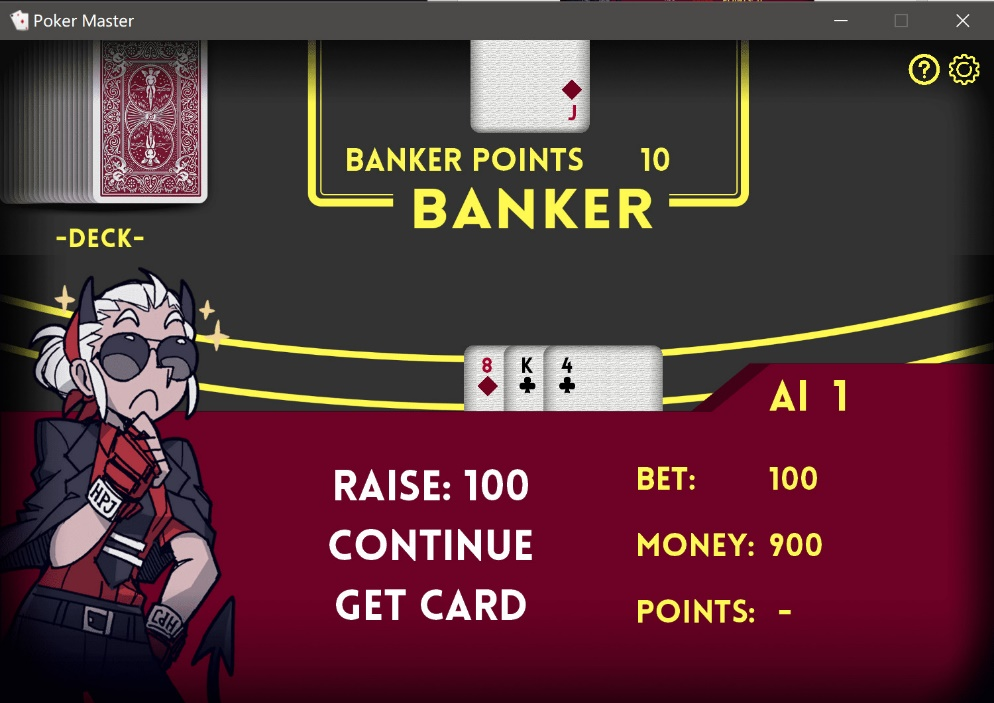 Poker Master
?
J
BANKER POINTS 10
BANKER
-DECK-
8 K 4
AI 1
RAISE: 100
BET: 100
HPJ
CONTINUE
MONEY: 900
GET CARD
POINTS: -
HPJ